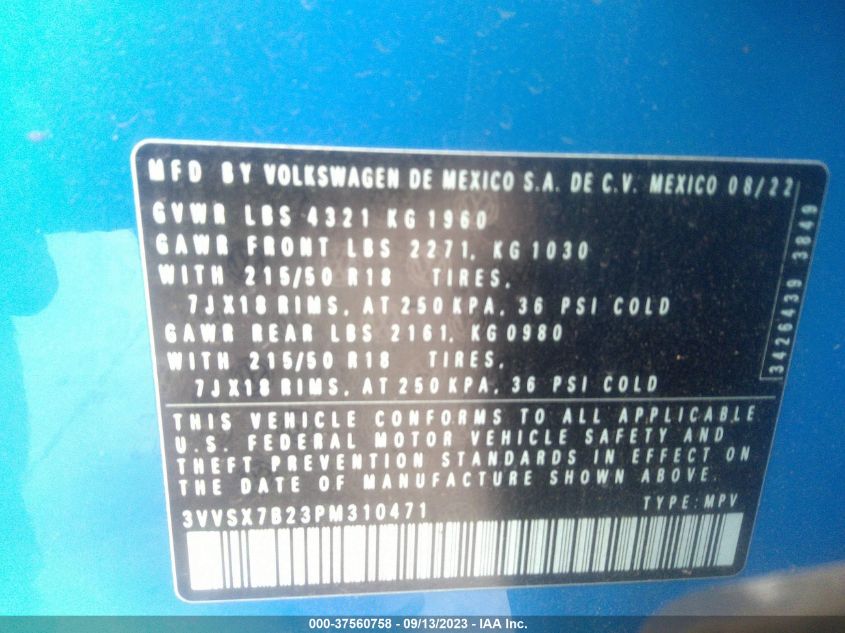 MFD BY VOLKSWAGEN DE MEXICO S.A. DE C.V. MEXICO 08/22
GVWR LBS 4321 KG 1960
GAWR FRONT LBS 2271, KG 1030
WITH 215/50 R18 TIRES,
7JX18 RIMS, AT 250 KPA, 36 PSI COLD
GAWR REAR LBS 2161, KG 0980
WITH 215/50 R18 TIRES,
7JX18 RIMS, AT 250 KPA, 36 PSI COLD
3426439 3849
THIS VEHICLE CONFORMS TO ALL APPLICABLE
U.S. FEDERAL MOTOR VEHICLE SAFETY AND
THEFT PREVENTION STANDARDS IN EFFECT ON
THE DATE OF MANUFACTURE SHOWN ABOVE.
3VVSX7B23PM310471 TYPE: MPV
000-37560758 - 09/13/2023 - IAA Inc.